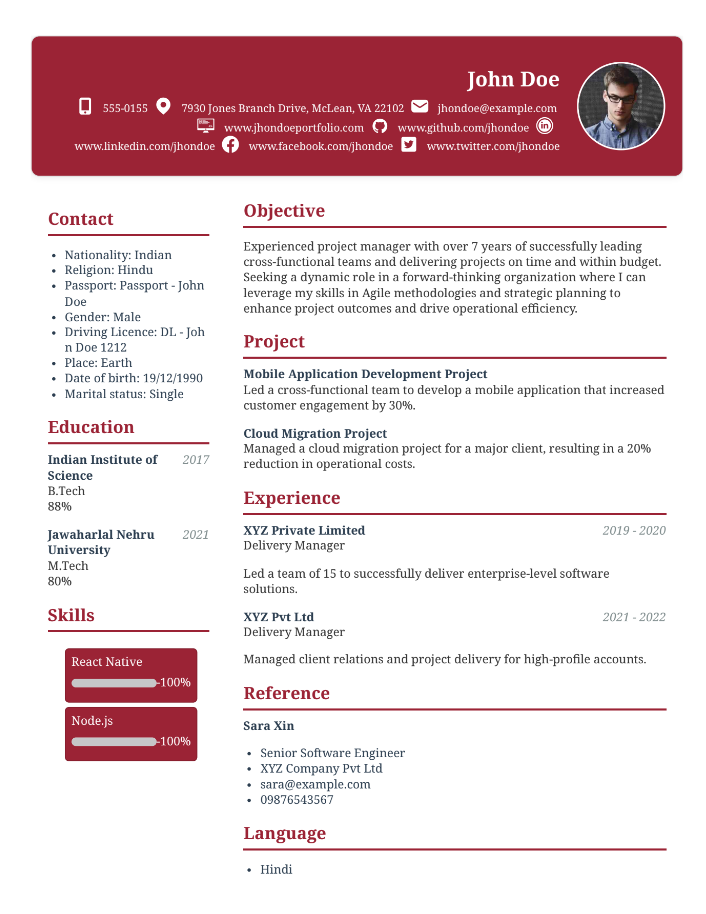 John Doe
555-0155 7930 Jones Branch Drive, McLean, VA 22102 jhondoe@example.com
www.jhondoeportfolio.com www.github.com/jhondoe
www.linkedin.com/jhondoe www.facebook.com/jhondoe www.twitter.com/jhondoe
Contact
• Nationality: Indian
• Religion: Hindu
• Passport: Passport - John
Doe
• Gender: Male
• Driving Licence: DL - Joh
n Doe 1212
• Place: Earth
• Date of birth: 19/12/1990
• Marital status: Single
Education
Indian Institute of 2017
Science
B.Tech
88%
Jawaharlal Nehru 2021
University
M.Tech
80%
Skills
React Native
-100%
Node.js
-100%
Objective
Experienced project manager with over 7 years of successfully leading
cross-functional teams and delivering projects on time and within budget.
Seeking a dynamic role in a forward-thinking organization where I can
leverage my skills in Agile methodologies and strategic planning to
enhance project outcomes and drive operational efficiency.
Project
Mobile Application Development Project
Led a cross-functional team to develop a mobile application that increased
customer engagement by 30%.
Cloud Migration Project
Managed a cloud migration project for a major client, resulting in a 20%
reduction in operational costs.
Experience
XYZ Private Limited 2019 - 2020
Delivery Manager
Led a team of 15 to successfully deliver enterprise-level software
solutions.
XYZ Pvt Ltd 2021 - 2022
Delivery Manager
Managed client relations and project delivery for high-profile accounts.
Reference
Sara Xin
• Senior Software Engineer
• XYZ Company Pvt Ltd
• sara@example.com
• 09876543567
Language
• Hindi